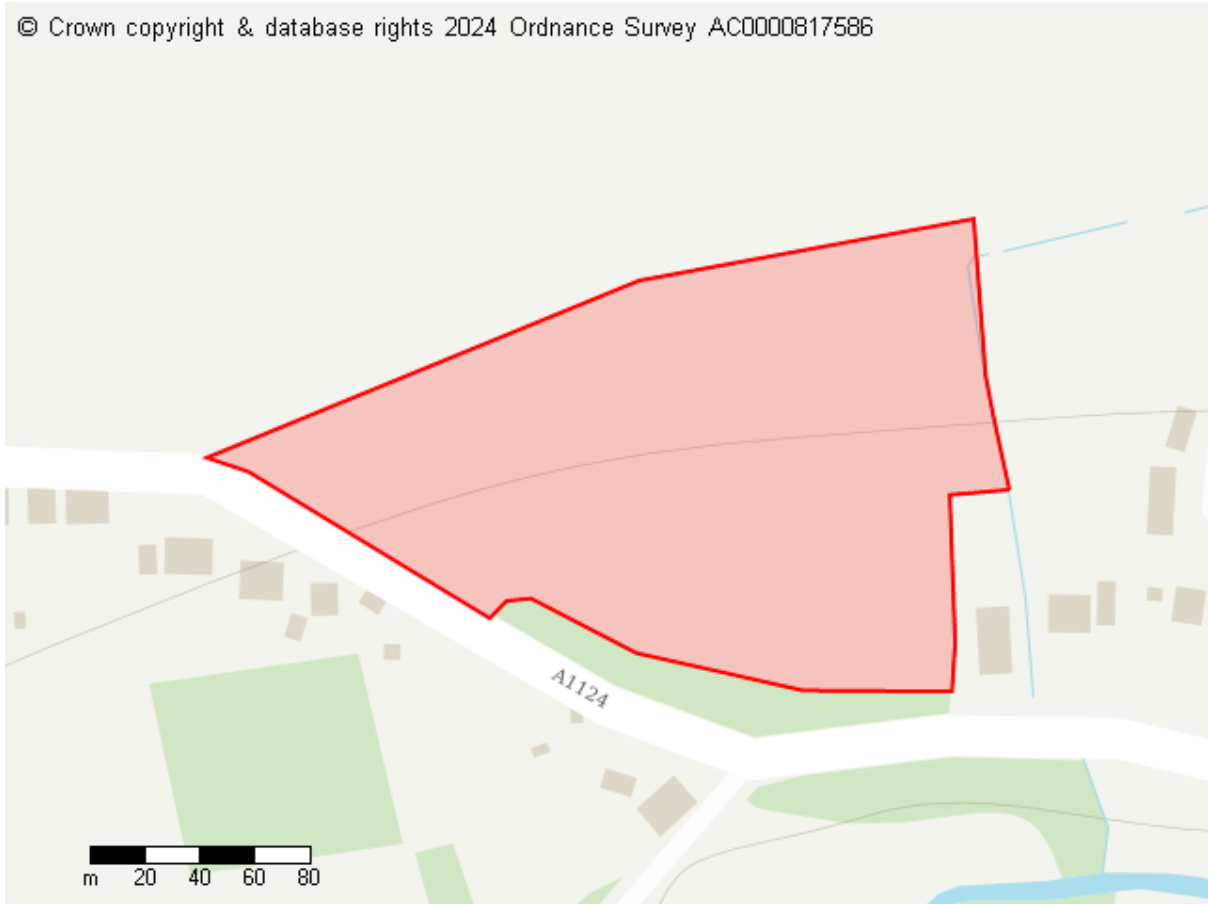 © Crown copyright & database rights 2024 Ordnance Survey AC0000817586
A1124
m 20 40 60 80